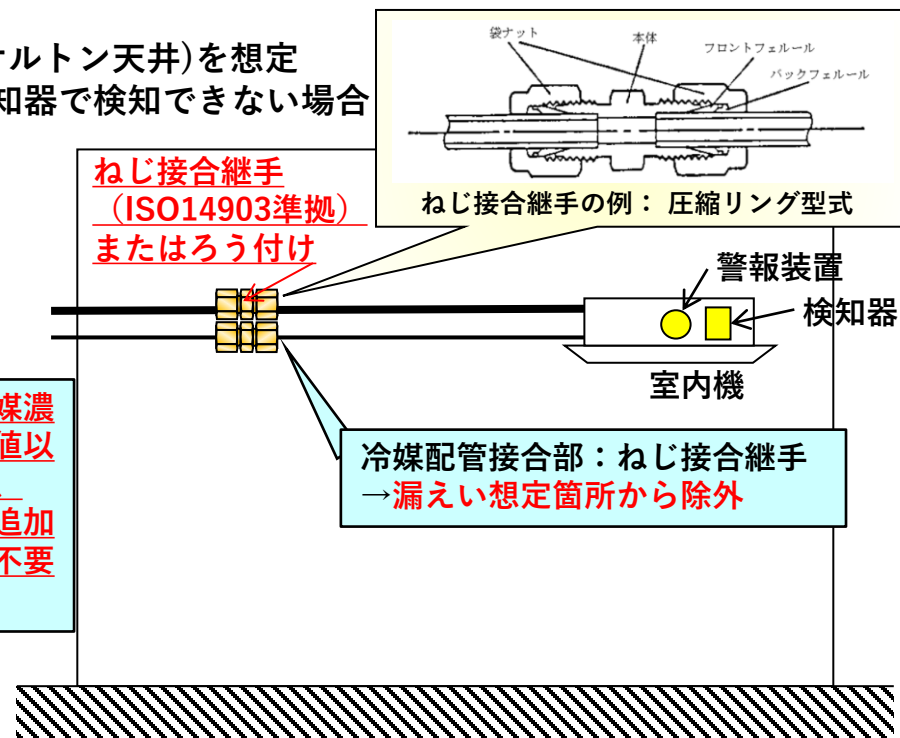 ナルトン天井)を想定
知器で検知できない場合
袋ナット
本体
フロントフェルール
バックフェルール
ねじ接合継手の例： 圧縮リング型式
ねじ接合継手
（ISO14903準拠）
またはろう付け
警報装置
検知器
室内機
媒濃
値以
追加
不要
冷媒配管接合部：ねじ接合継手
→漏えい想定箇所から除外